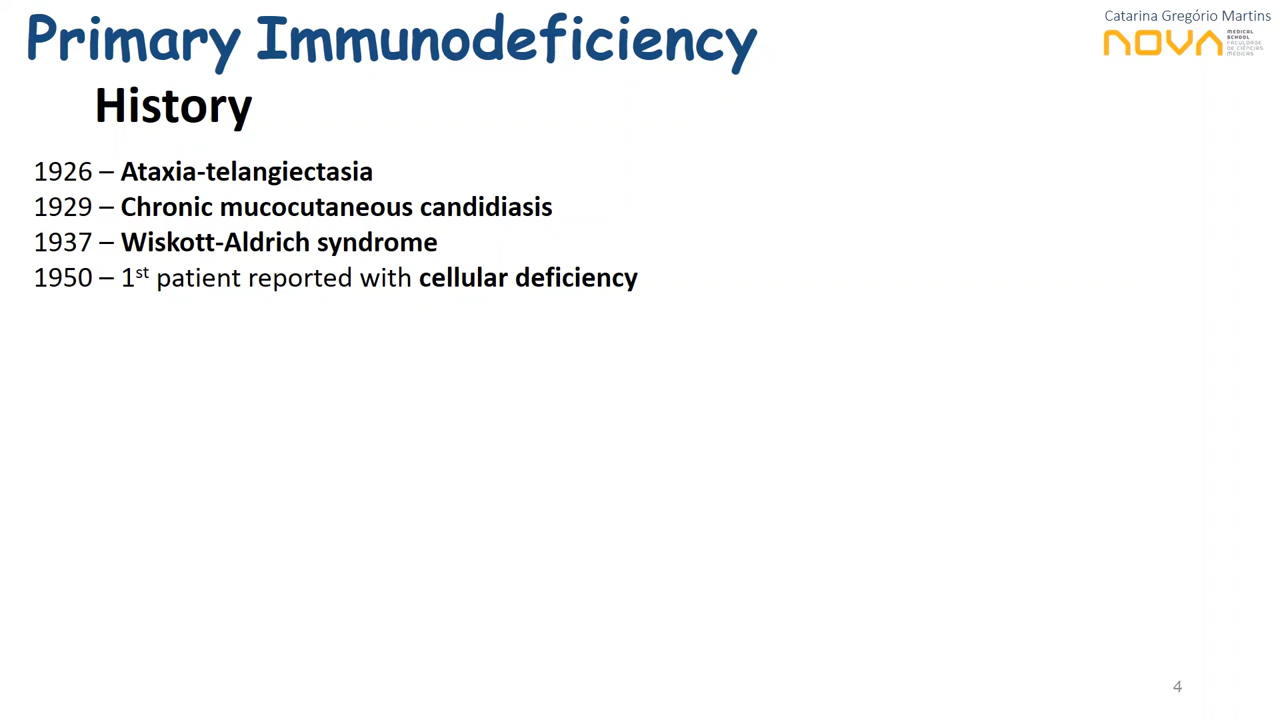 Catarina Gregório Martins
Primary Immunodeficiency
NOVA
MEDICAL
SCHOOL
FACULDADE
DE CIÊNCIAS
MÉDICAS
History
1926 – Ataxia-telangiectasia
1929 – Chronic mucocutaneous candidiasis
1937 – Wiskott-Aldrich syndrome
1950 – 1st patient reported with cellular deficiency
4